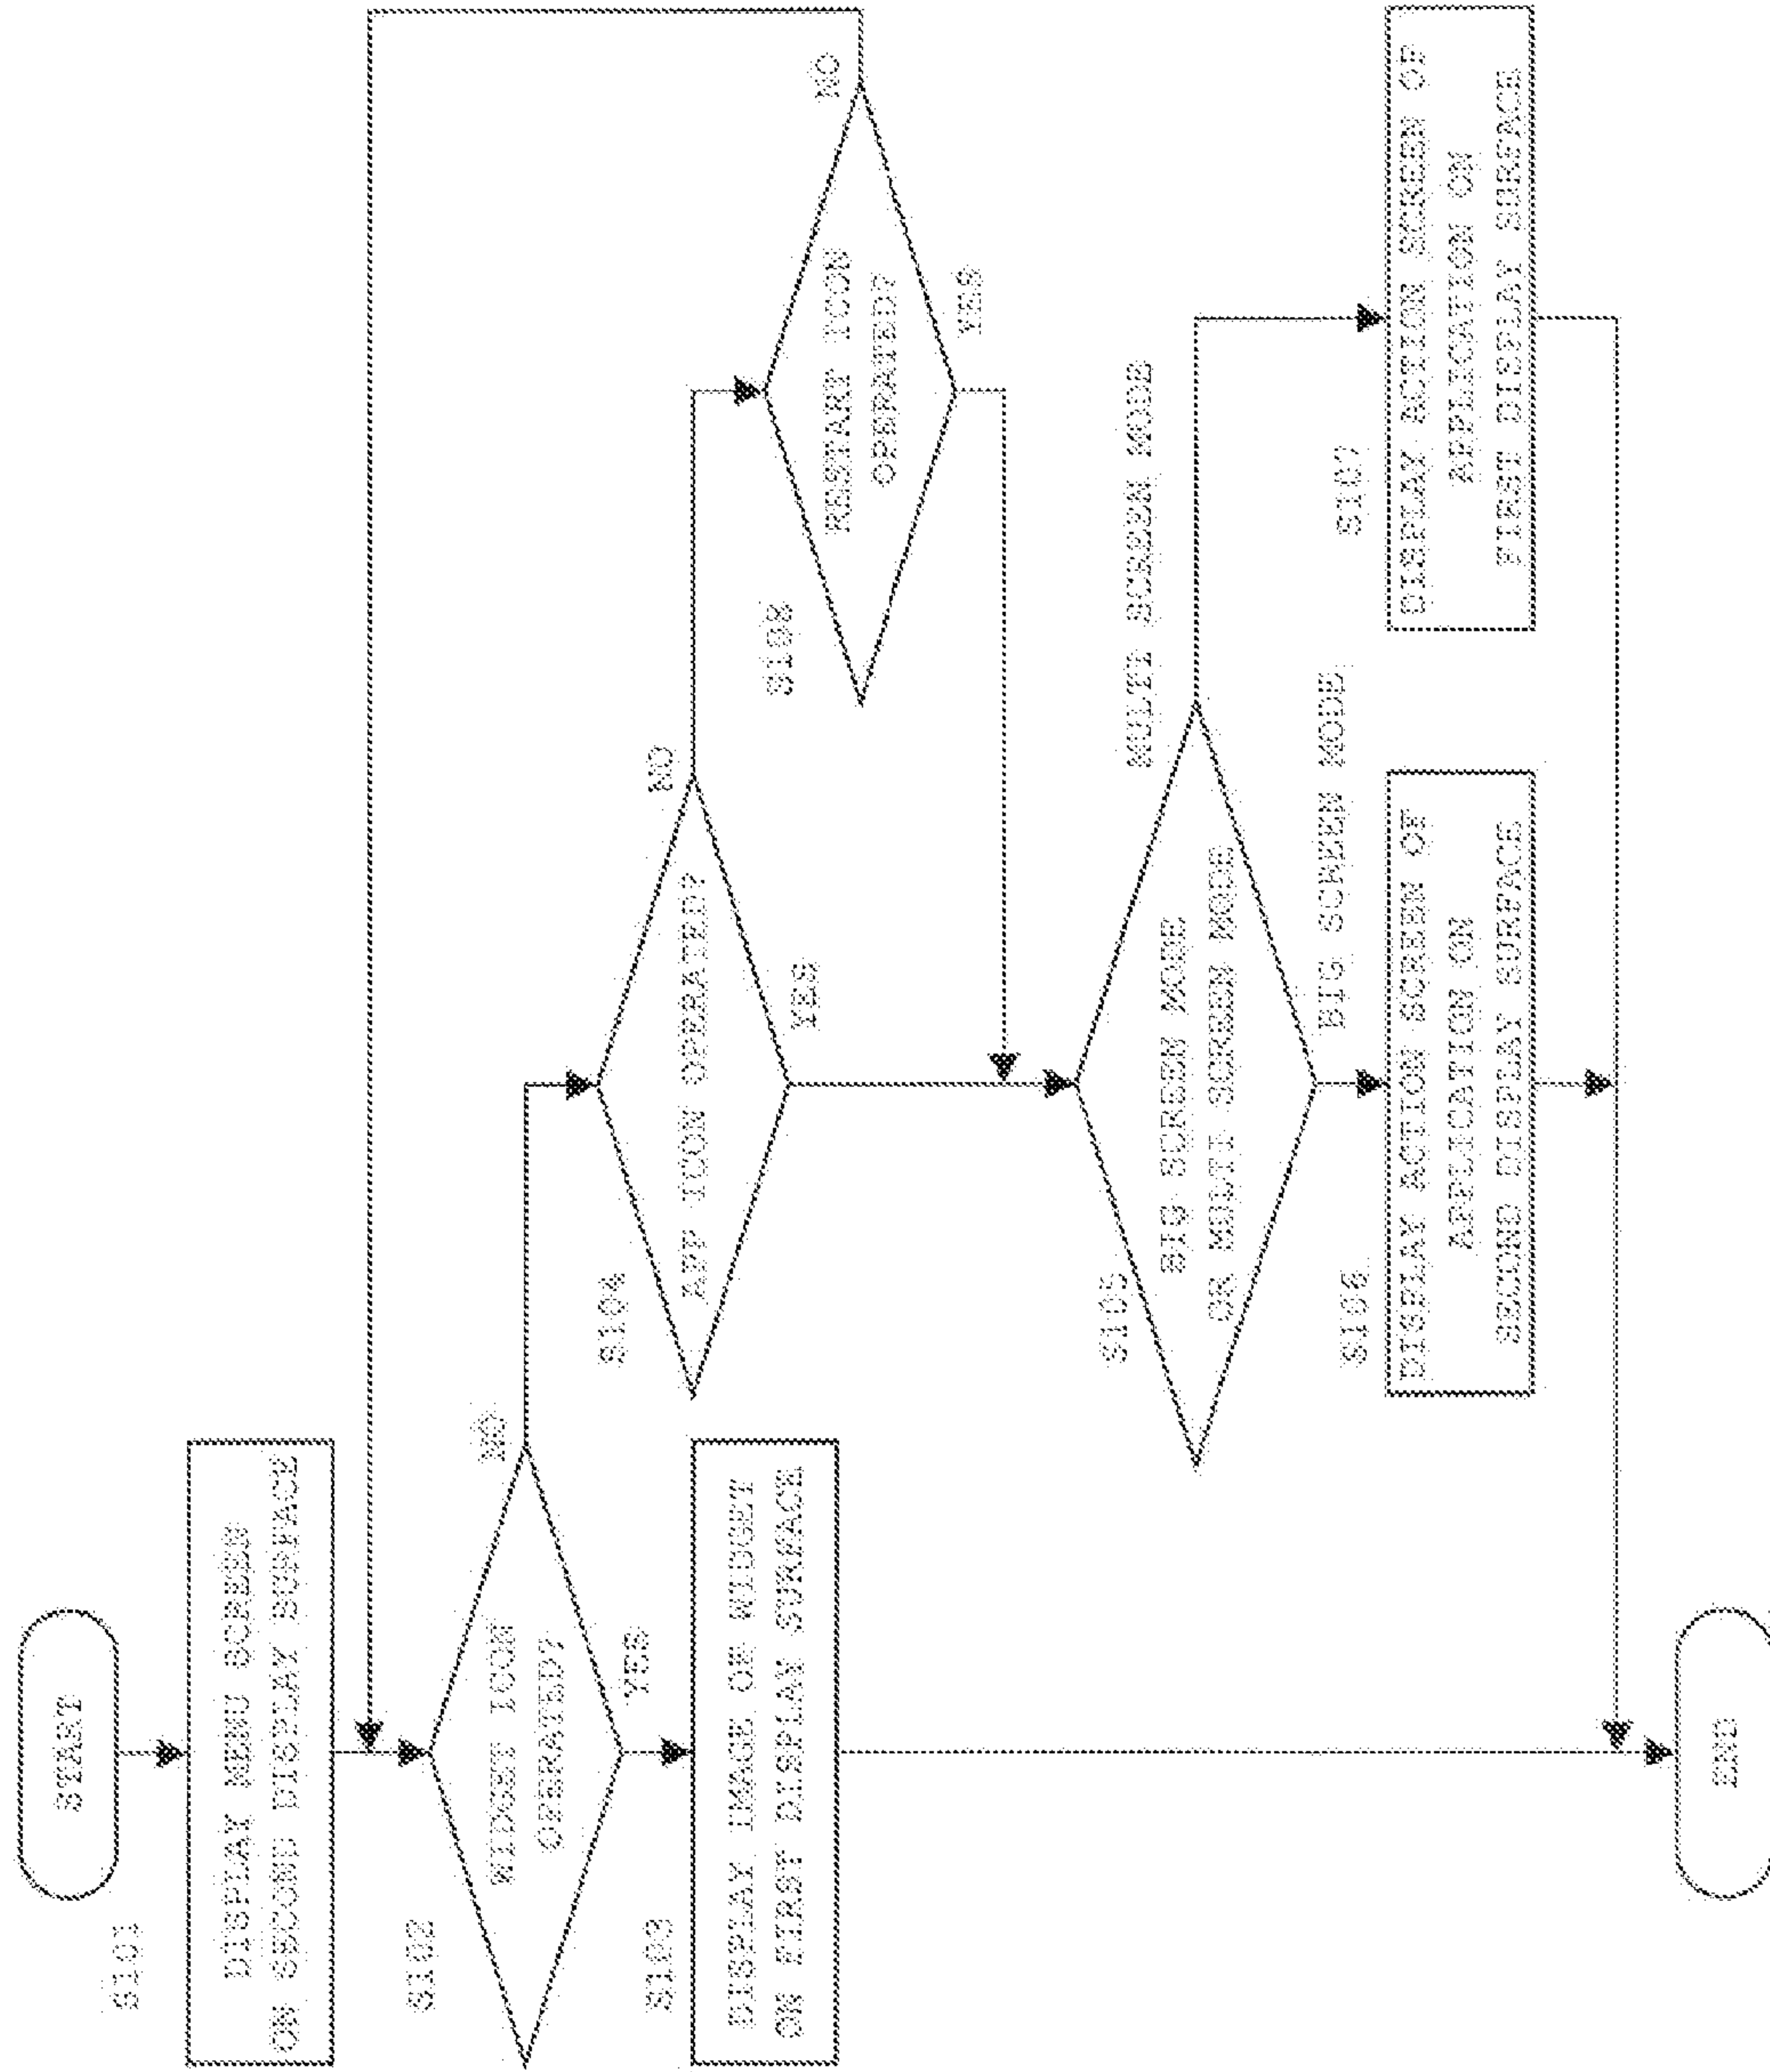 START
S101
DISPLAY MENU SCREEN
ON SECOND DISPLAY SURFACE
S102
WIDGET ICON
OPERATED?
NO
YES
S103
DISPLAY IMAGE OF WIDGET
ON FIRST DISPLAY SURFACE
S104
APP ICON OPERATED?
NO
YES
S108
RESTART ICON
OPERATED?
NO
YES
S105
BIG SCREEN MODE
OR MULTI SCREEN MODE
MULTI SCREEN MODE
BIG SCREEN MODE
S106
DISPLAY ACTION SCREEN OF
APPLICATION ON
SECOND DISPLAY SURFACE
S107
DISPLAY ACTION SCREEN OF
APPLICATION ON
FIRST DISPLAY SURFACE
END